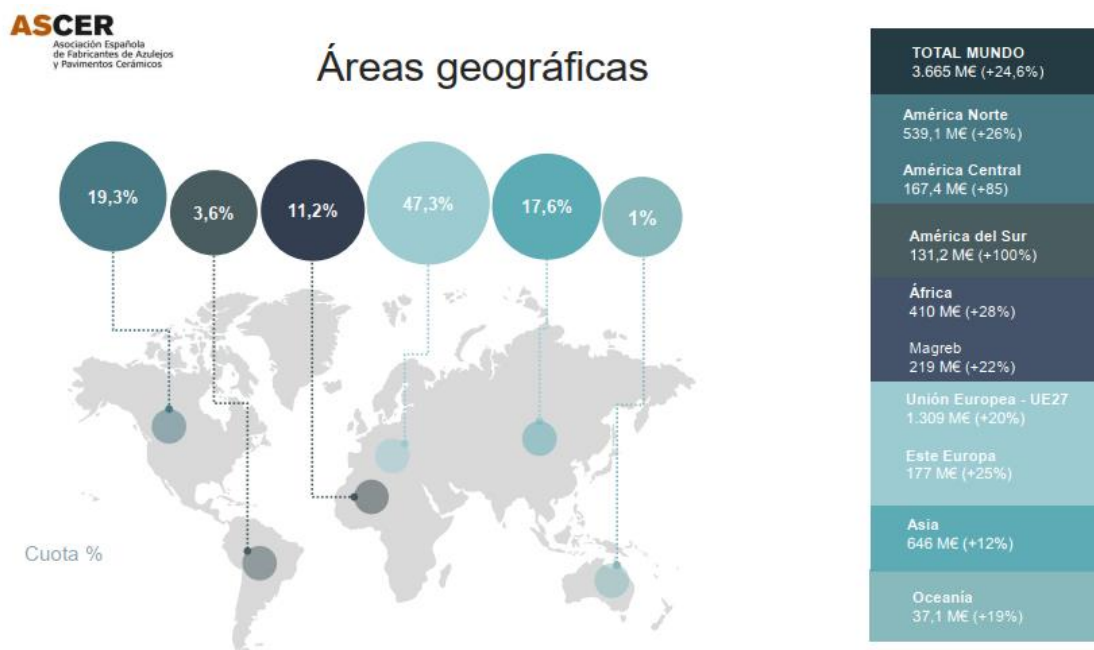 ASCER
Asociación Española
de Fabricantes de Azulejos
y Pavimentos Cerámicos
Áreas geográficas
19,3%
3,6%
11,2%
47,3%
17,6%
1%
Cuota %
TOTAL MUNDO
3.665 M€ (+24,6%)
América Norte
539,1 M€ (+26%)
América Central
167,4 M€ (+85)
América del Sur
131,2 M€ (+100%)
África
410 M€ (+28%)
Magreb
219 M€ (+22%)
Unión Europea - UE27
1.309 M€ (+20%)
Este Europa
177 M€ (+25%)
Asia
646 M€ (+12%)
Oceanía
37,1 M€ (+19%)